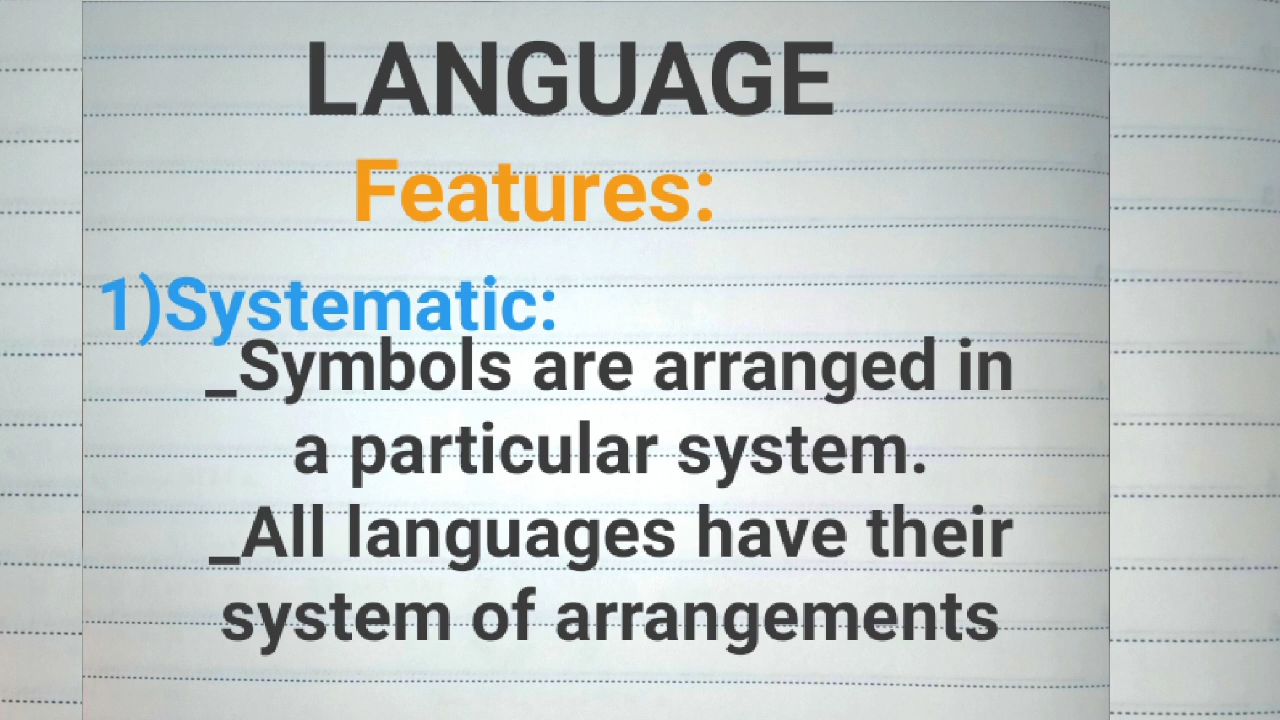 LANGUAGE
Features:
1)Systematic:
_Symbols are arranged in
a particular system.
_All languages have their
system of arrangements